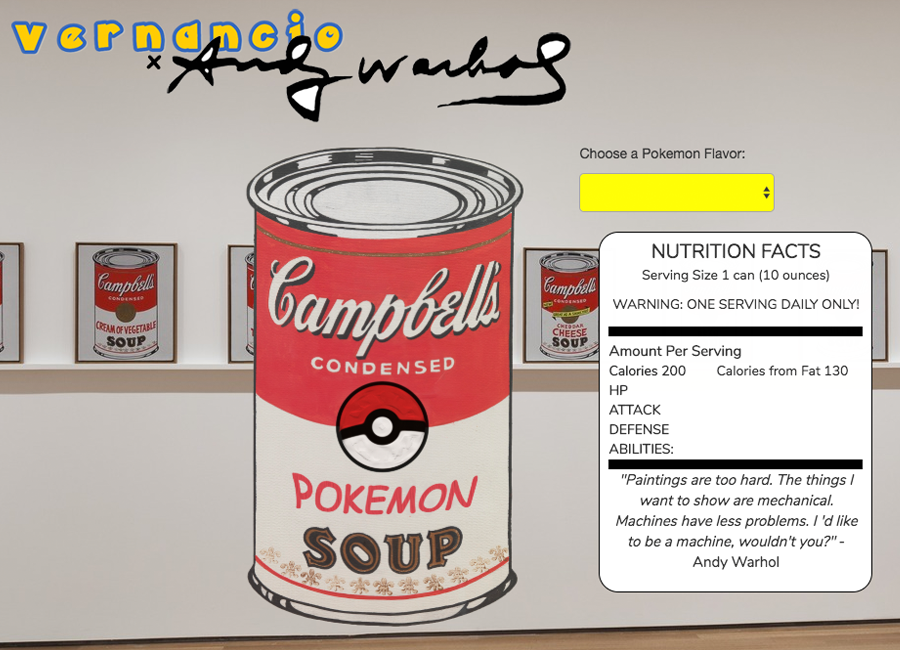 vernancio
x Andy Warhol
Choose a Pokemon Flavor:
NUTRITION FACTS
Serving Size 1 can (10 ounces)
WARNING: ONE SERVING DAILY ONLY!
Amount Per Serving
Calories 200 Calories from Fat 130
HP
ATTACK
DEFENSE
ABILITIES:
"Paintings are too hard. The things I
want to show are mechanical.
Machines have less problems. I 'd like
to be a machine, wouldn't you?" -
Andy Warhol
Campbell's
CONDENSED
POKEMON
SOUP
Campbell's
CONDENSED
CREAM OF VEGETABLE
SOUP
Campbell's
CONDENSED
CHEDDAR
CHEESE
SOUP